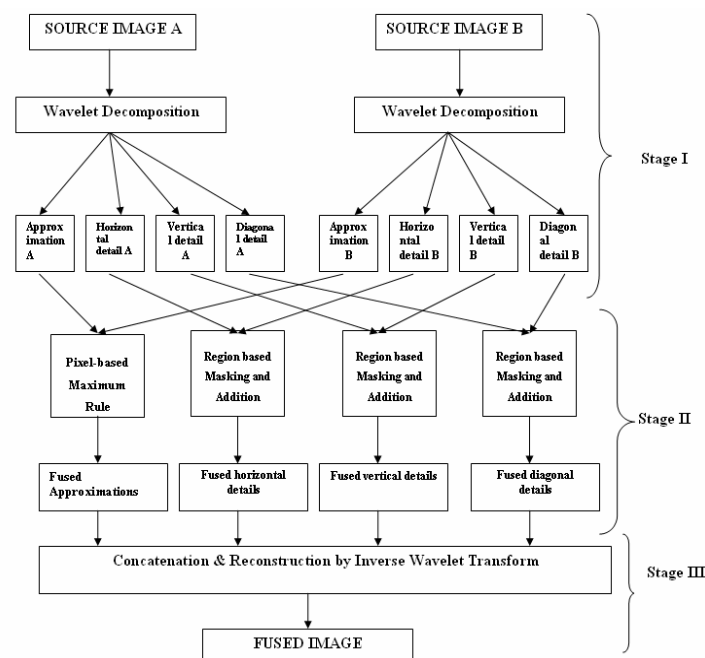 SOURCE IMAGE A
SOURCE IMAGE B
Wavelet Decomposition
Wavelet Decomposition
Stage I
Approx
imation
A
Horizon
tal
detail A
Vertica
l detail
A
Diagona
l detail
A
Approx
imation
B
Horizo
ntal
detail B
Vertica
l detail
B
Diagon
al
detail B
Pixel-based
Maximum
Rule
Region based
Masking and
Addition
Region based
Masking and
Addition
Region based
Masking and
Addition
Stage II
Fused
Approximations
Fused horizontal
details
Fused vertical details
Fused diagonal
details
Concatenation & Reconstruction by Inverse Wavelet Transform
Stage III
FUSED IMAGE